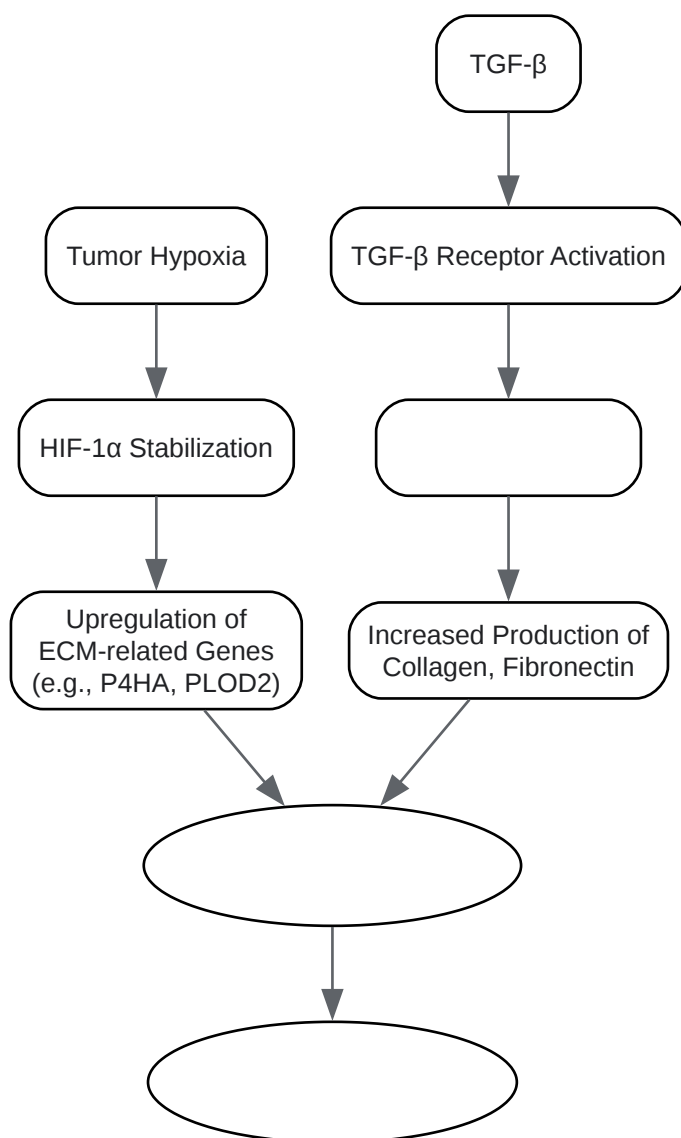 TGF-β
Tumor Hypoxia
TGF-β Receptor Activation
HIF-1α Stabilization
Upregulation of
ECM-related Genes
(e.g., P4HA, PLOD2)
Increased Production of
Collagen, Fibronectin